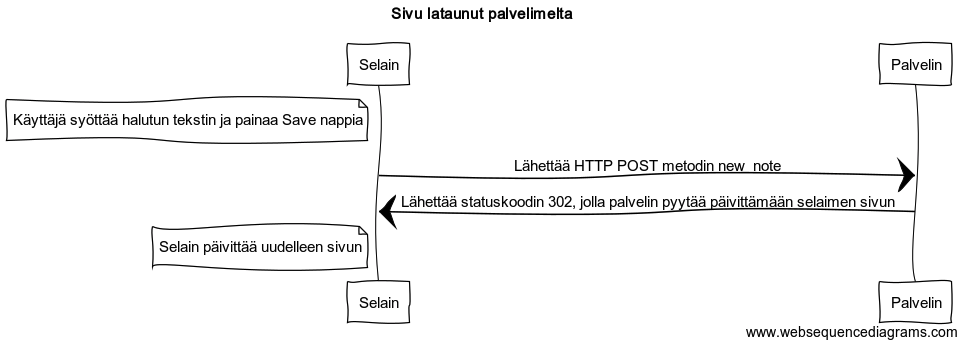 Sivu lataunut palvelimelta
Selain
Palvelin
Käyttäjä syöttää halutun tekstin ja painaa Save nappia
Lähettää HTTP POST metodin new_note
Lähettää statuskoodin 302, jolla palvelin pyytää päivittämään selaimen sivun
Selain päivittää uudelleen sivun
Selain
Palvelin
www.websequencediagrams.com